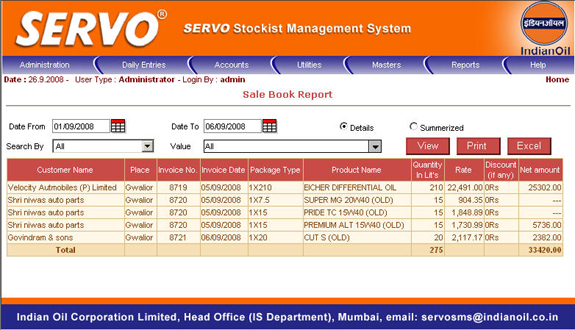 SERVO®
SERVO Stockist Management System
इंडियनऑयल
IndianOil
Administration Daily Entries Accounts Utilities Masters Reports Help
Date : 26.9.2008 - User Type : Administrator - Login By : admin Home
Sale Book Report
Date From 01/09/2008 Date To 06/09/2008 Details Summerized
Search By All Value All View Print Excel
Customer Name Place Invoice No. Invoice Date Package Type Product Name Quantity In Lit's Rate Discount (if any) Net amount
Velocity Autmobiles (P) Limited Gwalior 8719 05/09/2008 1X210 EICHER DIFFERENTIAL OIL 210 22,491.00 0Rs 25302.00
Shri niwas auto parts Gwalior 8720 05/09/2008 1X7.5 SUPER MG 20W40 (OLD) 15 904.35 0Rs ---
Shri niwas auto parts Gwalior 8720 05/09/2008 1X15 PRIDE TC 15W40 (OLD) 15 1,848.89 0Rs ---
Shri niwas auto parts Gwalior 8720 05/09/2008 1X15 PREMIUM ALT 15W40 (OLD) 15 1,730.99 0Rs 5736.00
Govindram & sons Gwalior 8721 06/09/2008 1X20 CUT S (OLD) 20 2,117.17 0Rs 2382.00
Total 275 33420.00
Indian Oil Corporation Limited, Head Office (IS Department), Mumbai, email: servosms@indianoil.co.in